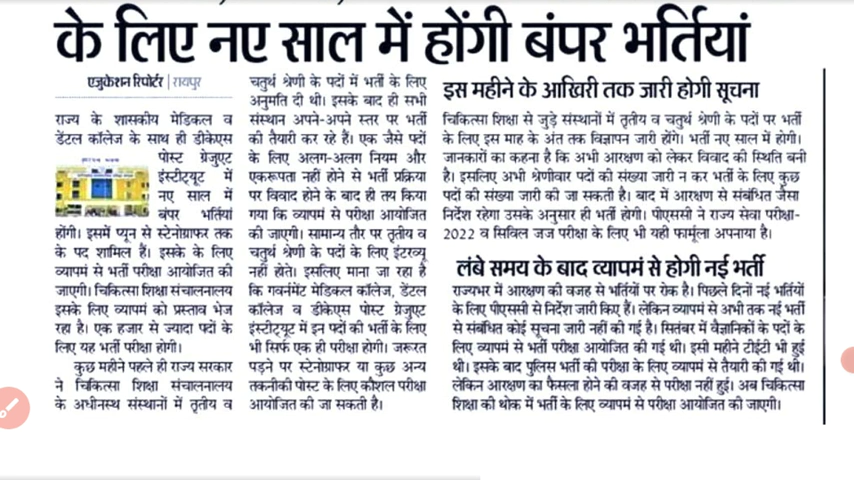 के लिए नए साल में होंगी बंपर भर्तियां
एजुकेशन रिपोर्टर | रायपुर
राज्य के शासकीय मेडिकल व
डेंटल कॉलेज के साथ ही डीकेएस
पोस्ट ग्रेजुएट
इंस्टीट्यूट में
नए साल में
बंपर भर्तियां
होंगी। इसमें प्यून से स्टेनोग्राफर तक
के पद शामिल हैं। इसके के लिए
व्यापमं से भर्ती परीक्षा आयोजित की
जाएगी। चिकित्सा शिक्षा संचालनालय
इसके लिए व्यापमं को प्रस्ताव भेज
रहा है। एक हजार से ज्यादा पदों के
लिए यह भर्ती परीक्षा होगी।
कुछ महीने पहले ही राज्य सरकार
ने चिकित्सा शिक्षा संचालनालय
के अधीनस्थ संस्थानों में तृतीय व
चतुर्थ श्रेणी के पदों में भर्ती के लिए
अनुमति दी थी। इसके बाद ही सभी
संस्थान अपने-अपने स्तर पर भर्ती
की तैयारी कर रहे हैं। एक जैसे पदों
के लिए अलग-अलग नियम और
एकरूपता नहीं होने से भर्ती प्रक्रिया
पर विवाद होने के बाद ही तय किया
गया कि व्यापमं से परीक्षा आयोजित
की जाएगी। सामान्य तौर पर तृतीय व
चतुर्थ श्रेणी के पदों के लिए इंटरव्यू
नहीं होते। इसलिए माना जा रहा है
कि गवर्नमेंट मेडिकल कॉलेज, डेंटल
कॉलेज व डीकेएस पोस्ट ग्रेजुएट
इंस्टीट्यूट में इन पदों की भर्ती के लिए
भी सिर्फ एक ही परीक्षा होगी। जरूरत
पड़ने पर स्टेनोग्राफर या कुछ अन्य
तकनीकी पोस्ट के लिए कौशल परीक्षा
आयोजित की जा सकती है।
इस महीने के आखिरी तक जारी होगी सूचना
चिकित्सा शिक्षा से जुड़े संस्थानों में तृतीय व चतुर्थ श्रेणी के पदों पर भर्ती
के लिए इस माह के अंत तक विज्ञापन जारी होंगे। भर्ती नए साल में होगी।
जानकारों का कहना है कि अभी आरक्षण को लेकर विवाद की स्थिति बनी
है। इसलिए अभी श्रेणीवार पदों की संख्या जारी न कर भर्ती के लिए कुछ
पदों की संख्या जारी की जा सकती है। बाद में आरक्षण से संबंधित जैसा
निर्देश रहेगा उसके अनुसार ही भर्ती होगी। पीएससी ने राज्य सेवा परीक्षा-
2022 व सिविल जज परीक्षा के लिए भी यही फार्मूला अपनाया है।
लंबे समय के बाद व्यापमं से होगी नई भर्ती
राज्यभर में आरक्षण की वजह से भर्तियों पर रोक है। पिछले दिनों नई भर्तियों
के लिए पीएससी से निर्देश जारी किए हैं। लेकिन व्यापमं से अभी तक नई भर्ती
से संबंधित कोई सूचना जारी नहीं की गई है। सितंबर में वैज्ञानिकों के पदों के
लिए व्यापमं से भर्ती परीक्षा आयोजित की गई थी। इसी महीने टीईटी भी हुई
थी। इसके बाद पुलिस भर्ती की परीक्षा के लिए व्यापमं से तैयारी की गई थी।
लेकिन आरक्षण का फैसला होने की वजह से परीक्षा नहीं हुई। अब चिकित्सा
शिक्षा की थोक में भर्ती के लिए व्यापमं से परीक्षा आयोजित की जाएगी।